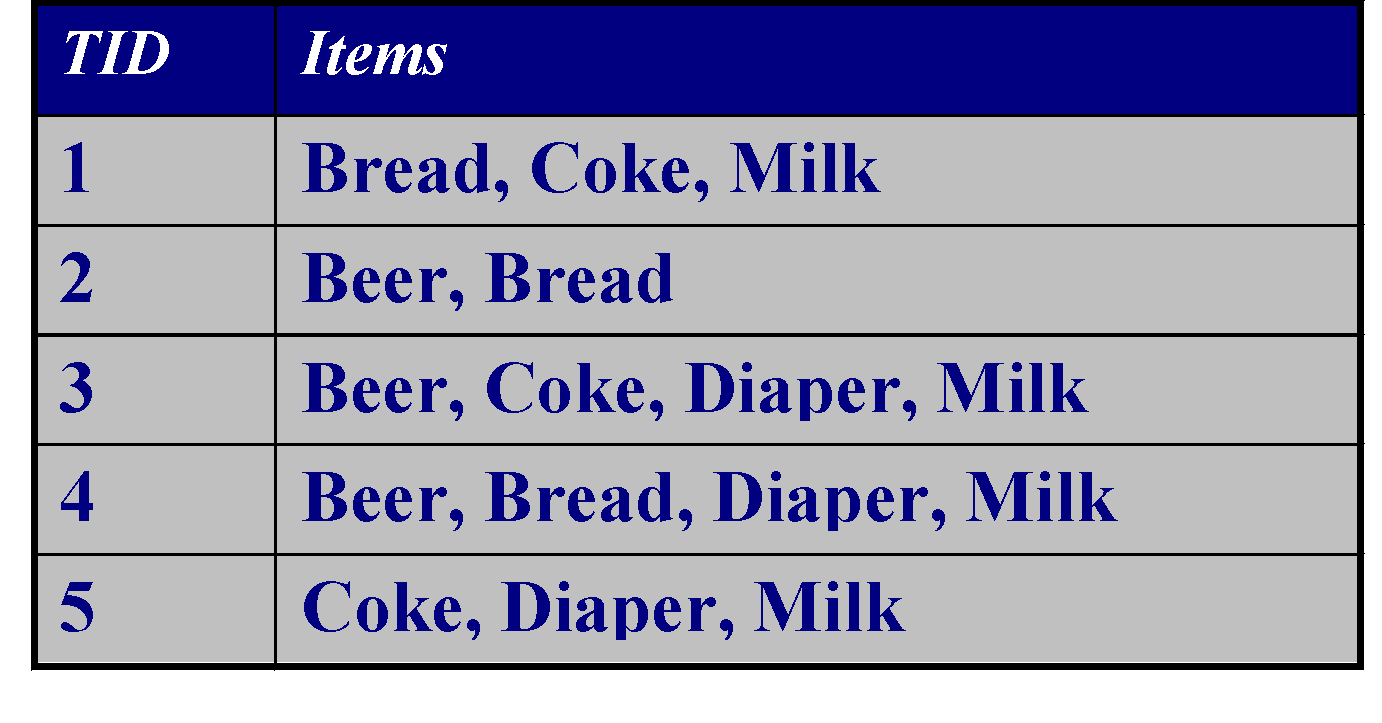 TID Items
1 Bread, Coke, Milk
2 Beer, Bread
3 Beer, Coke, Diaper, Milk
4 Beer, Bread, Diaper, Milk
5 Coke, Diaper, Milk